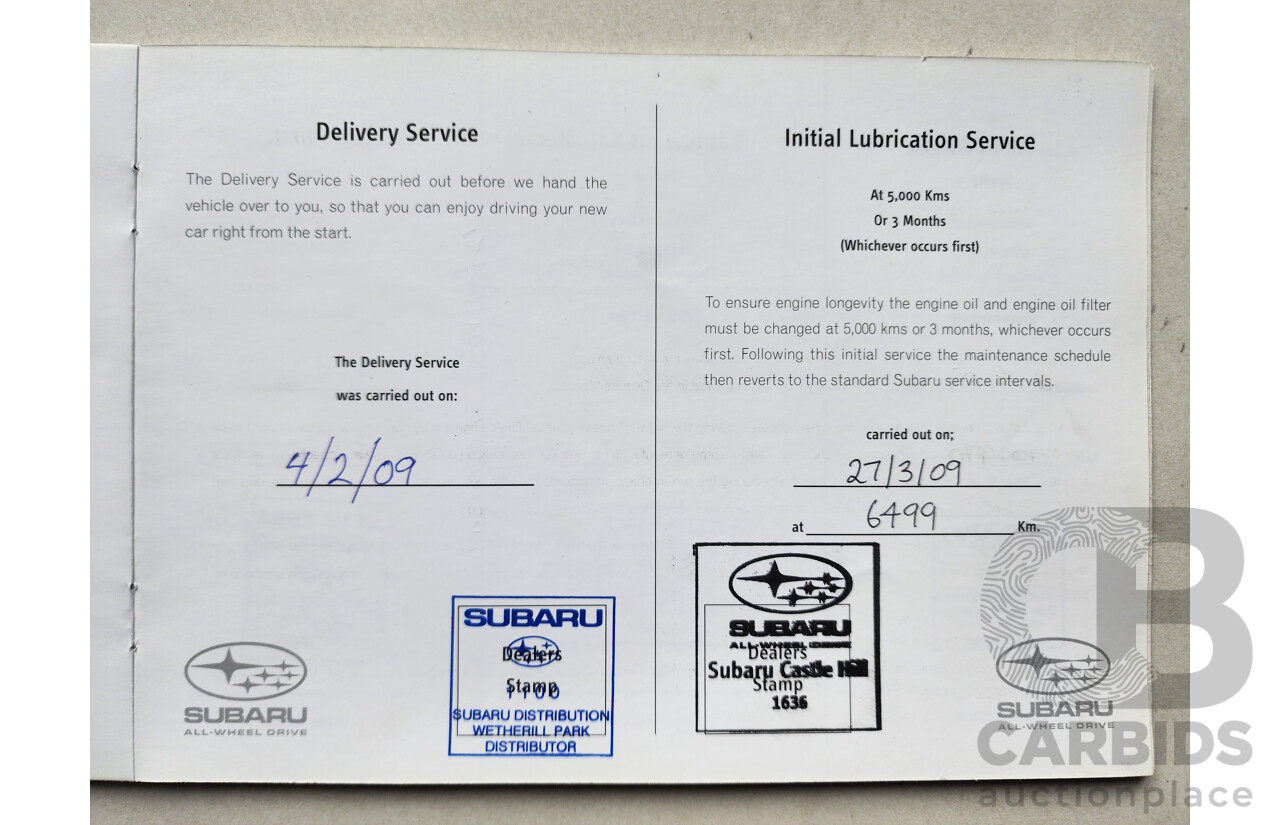 Delivery Service
The Delivery Service is carried out before we hand the
vehicle over to you, so that you can enjoy driving your new
car right from the start.
The Delivery Service
was carried out on:
4/2/09
SUBARU
Dealers
Stamp
SUBARU DISTRIBUTION
WETHERILL PARK
DISTRIBUTOR
SUBARU
ALL-WHEEL DRIVE
Initial Lubrication Service
At 5,000 Kms
Or 3 Months
(Whichever occurs first)
To ensure engine longevity the engine oil and engine oil filter
must be changed at 5,000 kms or 3 months, whichever occurs
first. Following this initial service the maintenance schedule
then reverts to the standard Subaru service intervals.
carried out on;
27/3/09
at 6499 Km.
SUBARU
ALL-WHEEL DRIVE
Dealers
Subaru Castle Hill
Stamp
1636
SUBARU
ALL-WHEEL DRIVE
CB
CARBIDS
auctionplace